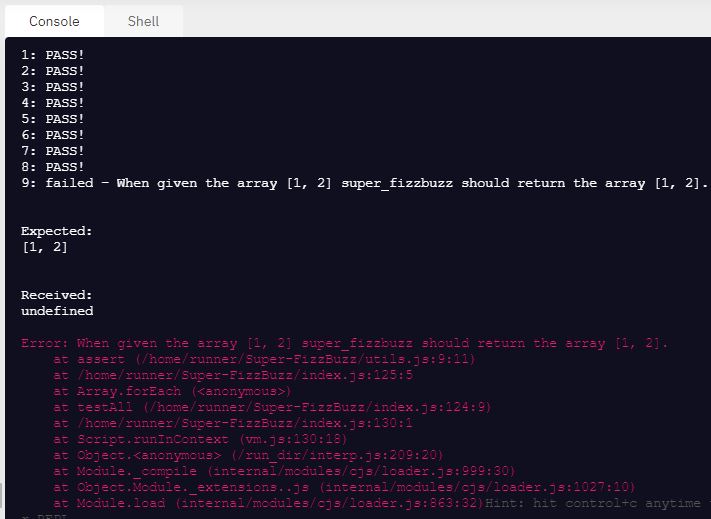 Console Shell
1: PASS!
2: PASS!
3: PASS!
4: PASS!
5: PASS!
6: PASS!
7: PASS!
8: PASS!
9: failed - When given the array [1, 2] super_fizzbuzz should return the array [1, 2].
Expected:
[1, 2]
Received:
undefined
Error: When given the array [1, 2] super_fizzbuzz should return the array [1, 2].
at assert (/home/runner/Super-FizzBuzz/utils.js:9:11)
at /home/runner/Super-FizzBuzz/index.js:125:5
at Array.forEach (<anonymous>)
at testAll (/home/runner/Super-FizzBuzz/index.js:124:9)
at /home/runner/Super-FizzBuzz/index.js:130:1
at Script.runInContext (vm.js:130:18)
at Object.<anonymous> (/run_dir/interp.js:209:20)
at Module._compile (internal/modules/cjs/loader.js:999:30)
at Object.Module._extensions..js (internal/modules/cjs/loader.js:1027:10)
at Module.load (internal/modules/cjs/loader.js:863:32)Hint: hit control+c anytime